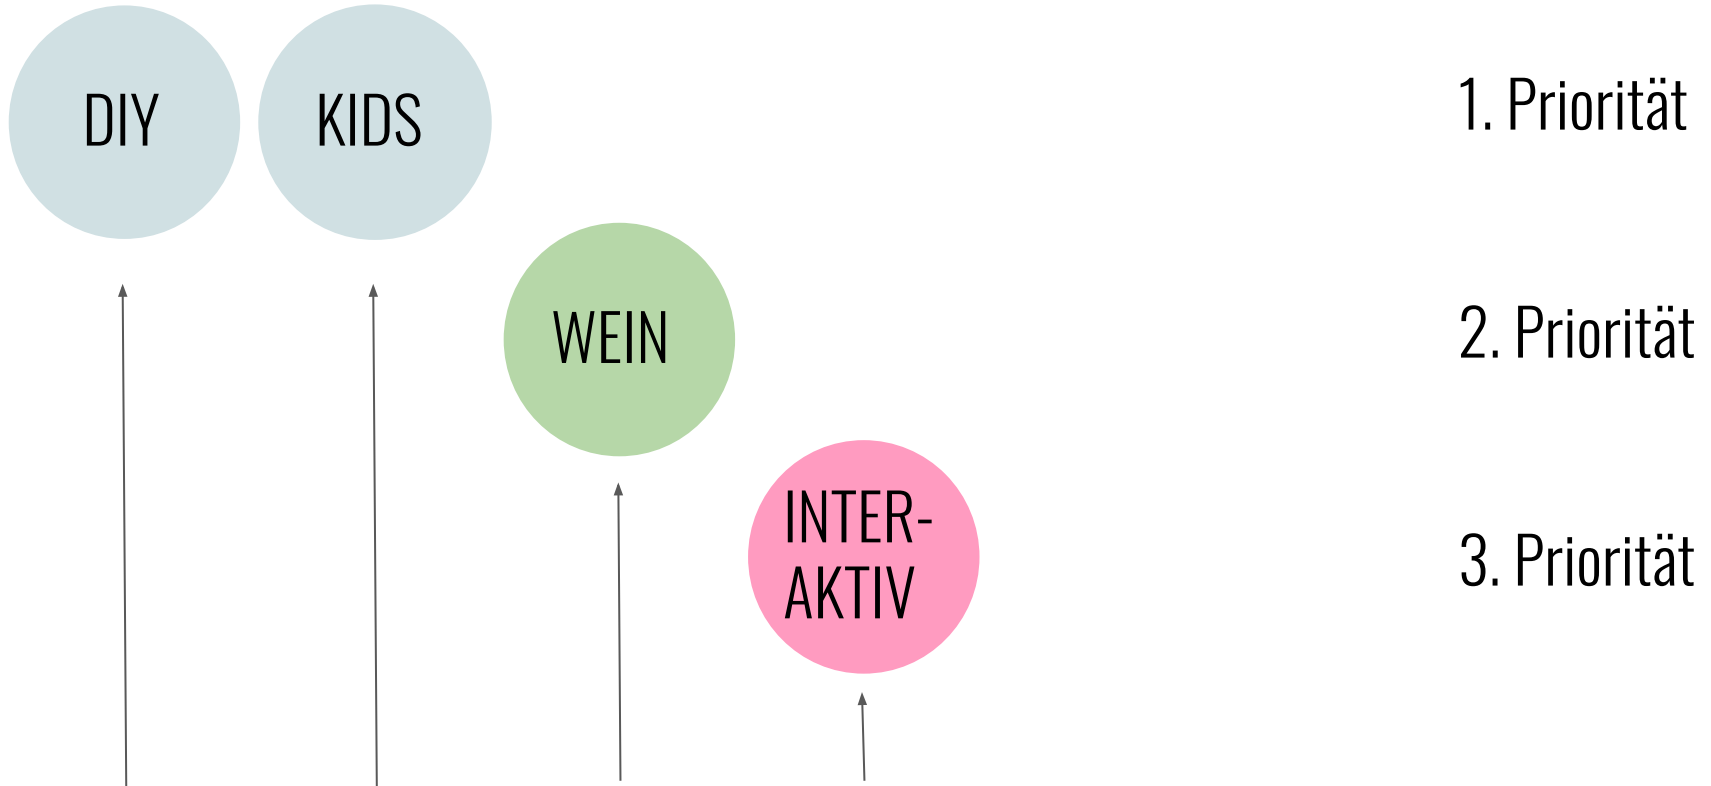 DIY
KIDS
1. Priorität
WEIN
2. Priorität
INTER-
AKTIV
3. Priorität